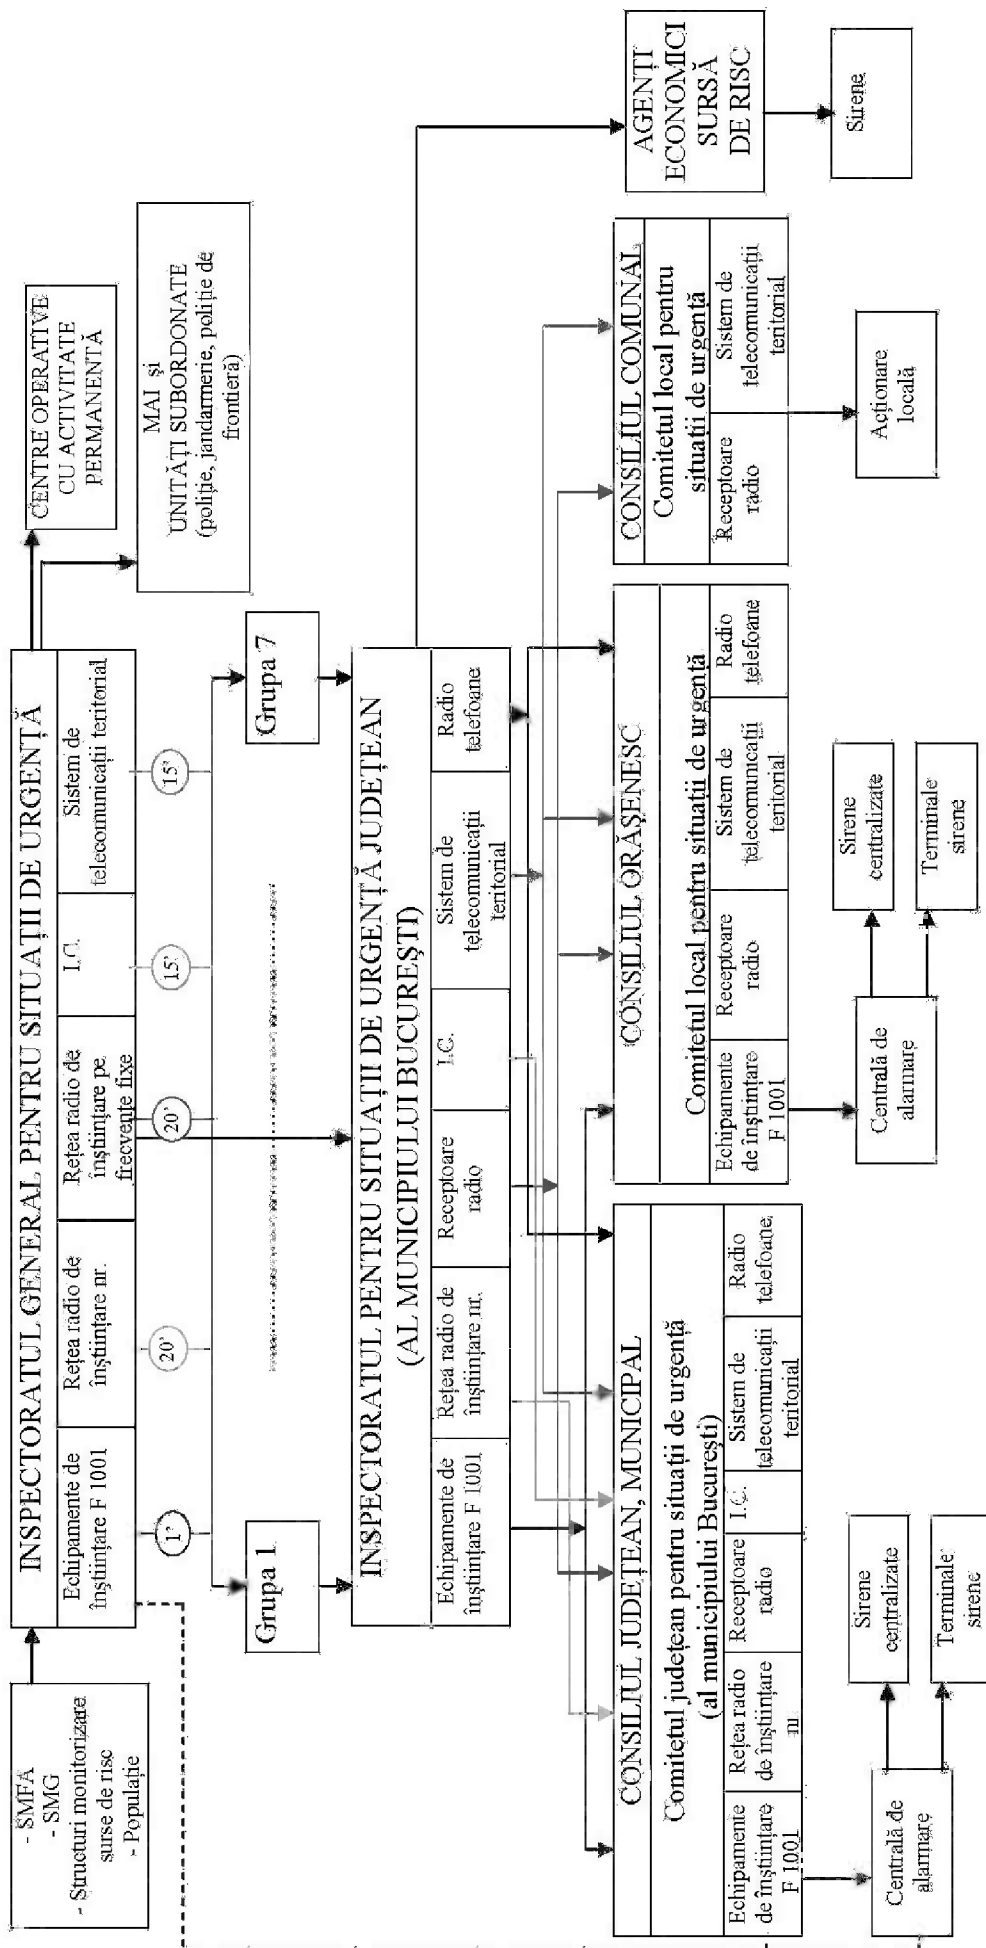 - SMFA
- SMG
- Structuri monitorizare
surse de risc
- Populație
INSPECTORATUL GENERAL PENTRU SITUAȚII DE URGENȚĂ
Echipamente de
înștiințare F 1001
Rețea radio de
înștiințare nr.
Rețea radio de
înștiințare pe
frecvențe fixe
I.C.
Sistem de
telecomunicații teritorial
CENTRE OPERATIVE
CU ACTIVITATE
PERMANENTĂ
MAI și
UNITĂȚI SUBORDONATE
(poliție, jandarmerie, poliție de
frontieră)
1’
20’
20’
15’
15’
Grupa 1
Grupa 7
INSPECTORATUL PENTRU SITUAȚII DE URGENȚĂ JUDEȚEAN
(AL MUNICIPIULUI BUCUREȘTI)
Echipamente de
înștiințare F 1001
Rețea radio de
înștiințare nr.
Receptoare
radio
I.C.
Sistem de
telecomunicații
teritorial
Radio
telefoane
CONSILIUL JUDEȚEAN, MUNICIPAL
Comitetul județean pentru situații de urgență
(al municipiului București)
Echipamente
de înștiințare
F 1001
Rețea radio
de înștiințare
nr.
Receptoare
radio
I.C.
Sistem de
telecomunicații
teritorial
Radio
telefoane
CONSILIUL ORĂȘENESC
Comitetul local pentru situații de urgență
Echipamente
de înștiințare
F 1001
Receptoare
radio
Sistem de
telecomunicații
teritorial
Radio
telefoane
CONSILIUL COMUNAL
Comitetul local pentru
situații de urgență
Receptoare
radio
Sistem de
telecomunicații
teritorial
AGENȚI
ECONOMICI
SURSĂ
DE RISC
Sirene
Centrală de
alarmare
Sirene
centralizate
Terminale
sirene
Centrală de
alarmare
Sirene
centralizate
Terminale
sirene
Acționare
locală